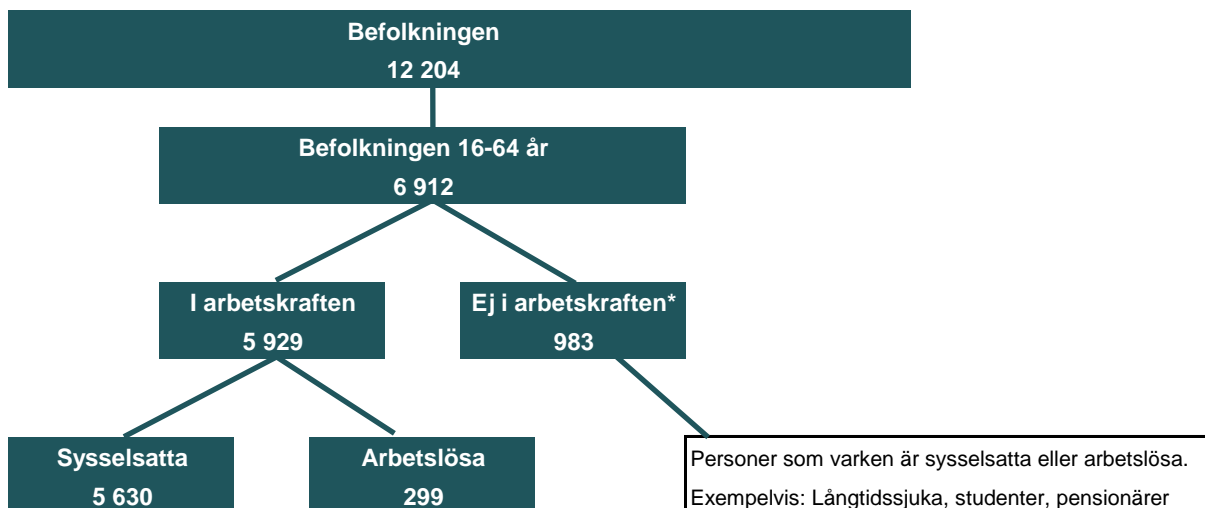 Befolkningen
12 204
Befolkningen 16-64 år
6 912
I arbetskraften
5 929
Ej i arbetskraften*
983
Sysselsatta
5 630
Arbetslösa
299
Personer som varken är sysselsatta eller arbetslösa.
Exempelvis: Långtidssjuka, studenter, pensionärer